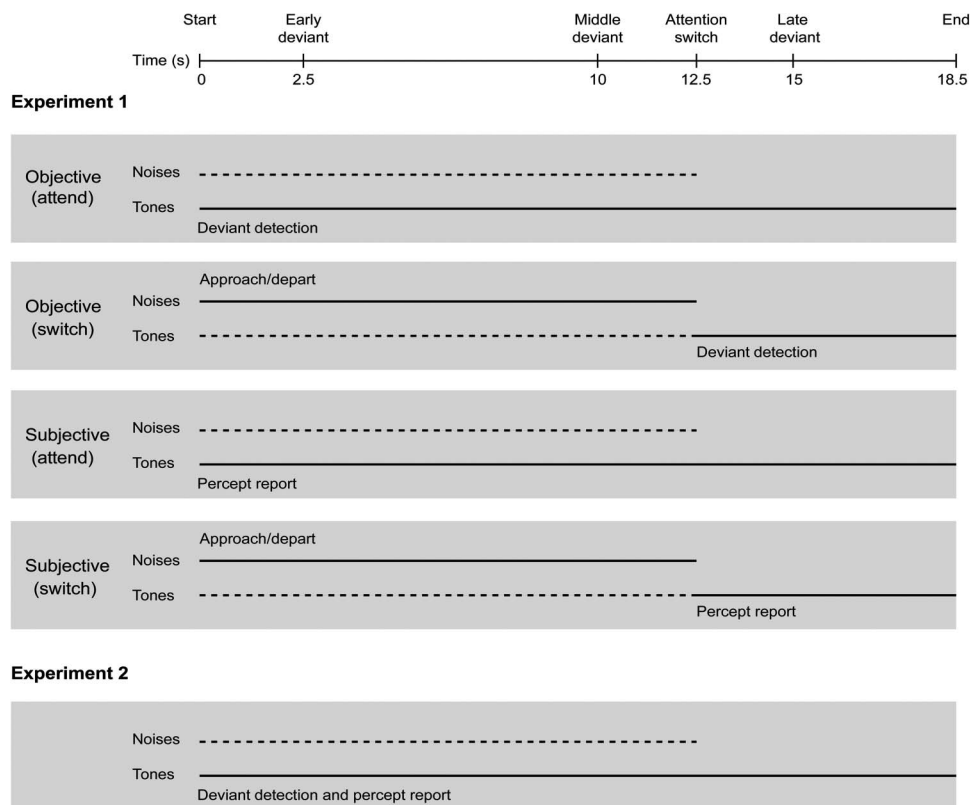 Start Early Middle Attention Late End
deviant deviant switch deviant
Time (s)
0 2.5 10 12.5 15 18.5
Experiment 1
Objective
(attend)
Noises
Tones
Deviant detection
Objective
(switch)
Approach/depart
Noises
Tones
Deviant detection
Subjective
(attend)
Noises
Tones
Percept report
Subjective
(switch)
Approach/depart
Noises
Tones
Percept report
Experiment 2
Noises
Tones
Deviant detection and percept report